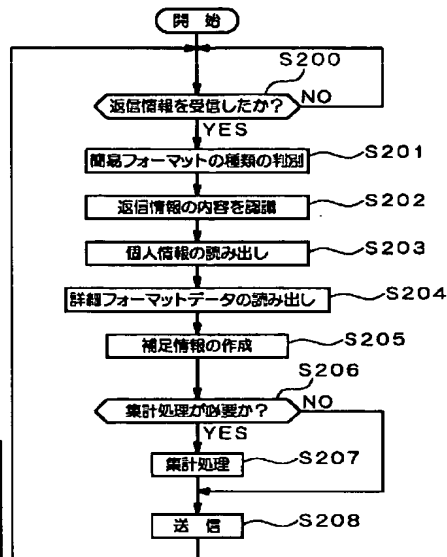 開 始
S200
返信情報を受信したか?
NO
YES
簡易フォーマットの種類の判別
S201
返信情報の内容を認識
S202
個人情報の読み出し
S203
詳細フォーマットデータの読み出し
S204
補足情報の作成
S205
S206
集計処理が必要か?
NO
YES
集計処理
S207
送 信
S208